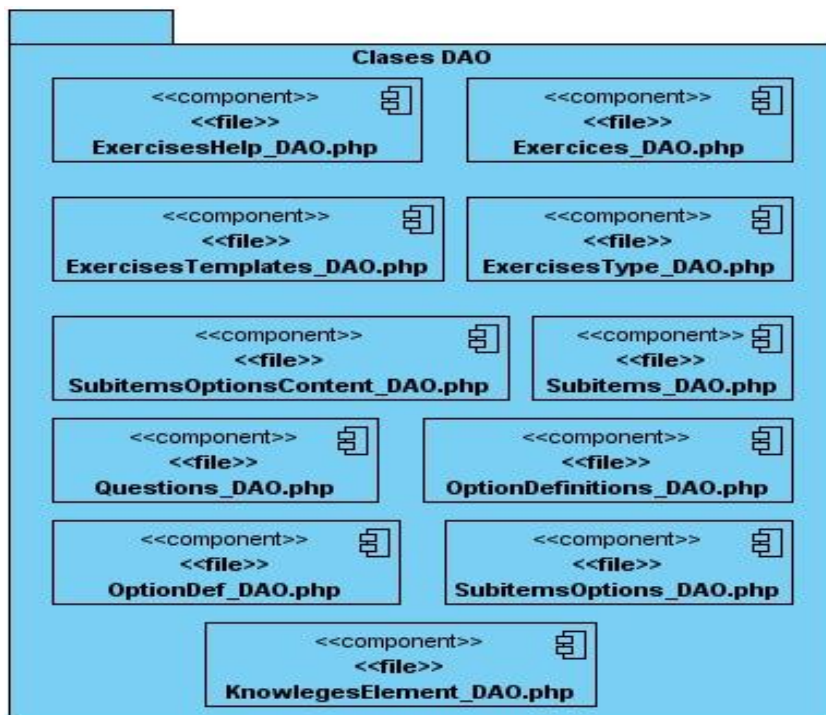 Clases DAO
<<component>>
<<file>>
ExercisesHelp_DAO.php
<<component>>
<<file>>
Exercices_DAO.php
<<component>>
<<file>>
ExercisesTemplates_DAO.php
<<component>>
<<file>>
ExercisesType_DAO.php
<<component>>
<<file>>
SubitemsOptionsContent_DAO.php
<<component>>
<<file>>
Subitems_DAO.php
<<component>>
<<file>>
Questions_DAO.php
<<component>>
<<file>>
OptionDefinitions_DAO.php
<<component>>
<<file>>
OptionDef_DAO.php
<<component>>
<<file>>
SubitemsOptions_DAO.php
<<component>>
<<file>>
KnowlegesElement_DAO.php